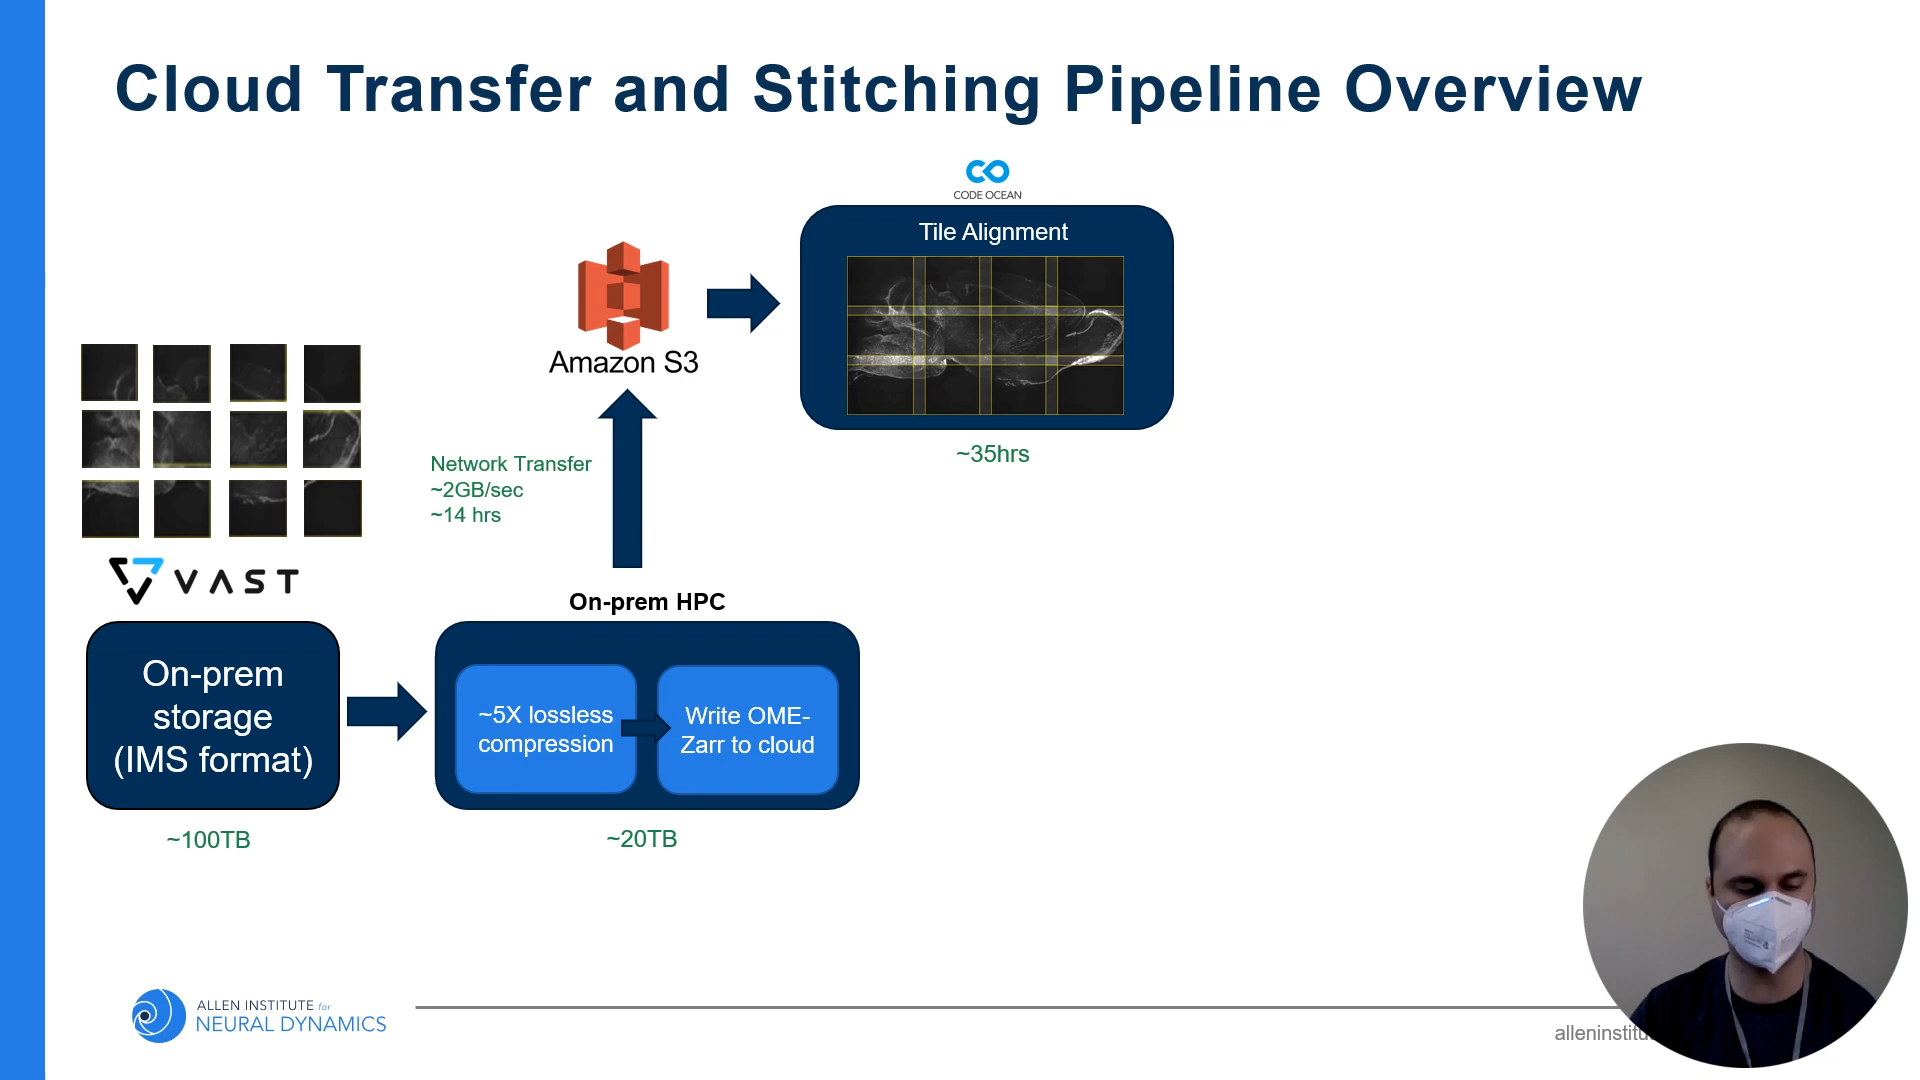 Cloud Transfer and Stitching Pipeline Overview
CODE OCEAN
Tile Alignment
~35hrs
Amazon S3
Network Transfer
~2GB/sec
~14 hrs
VAST
On-prem
storage
(IMS format)
~100TB
On-prem HPC
~5X lossless
compression
Write OME-
Zarr to cloud
~20TB
ALLEN INSTITUTE for
NEURAL DYNAMICS